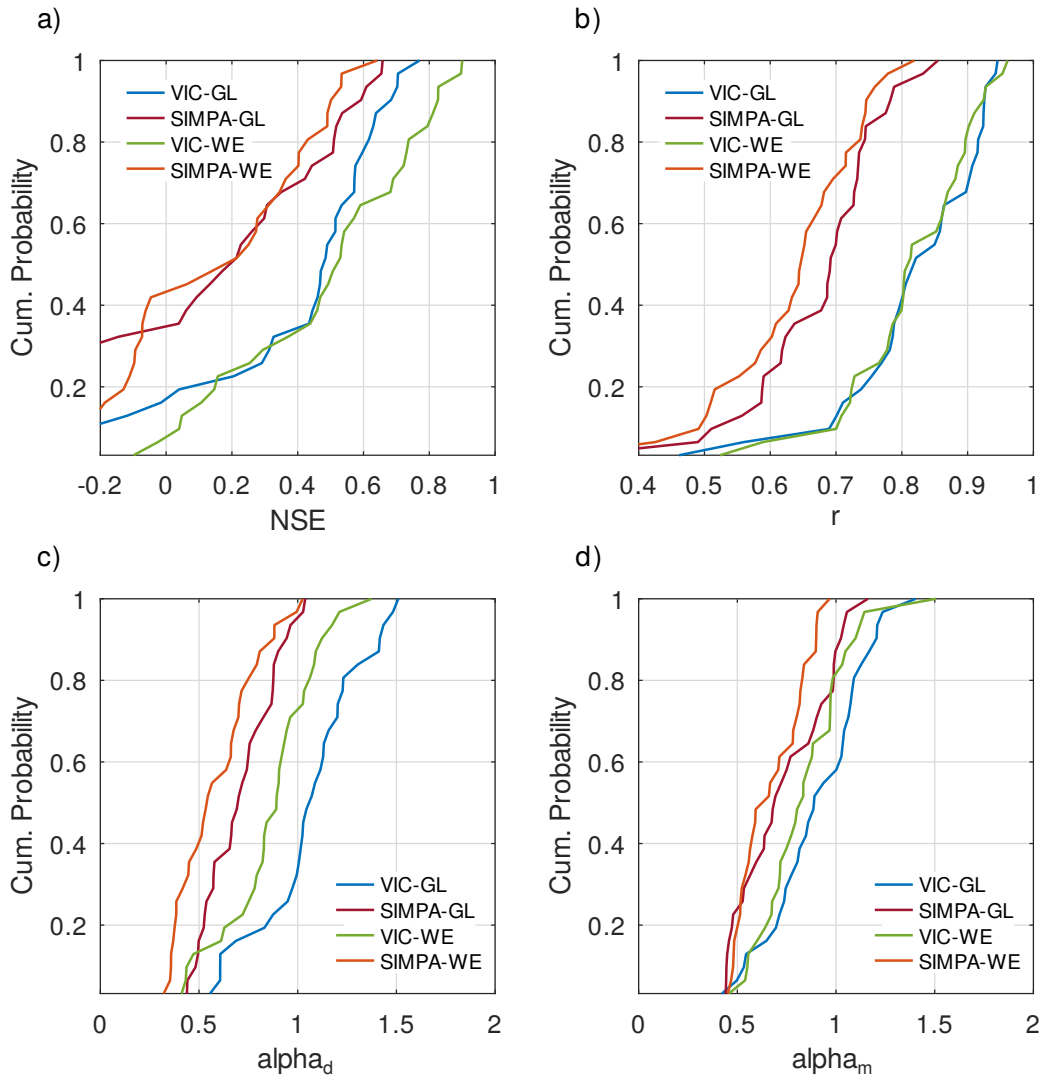 a)
1
0.8
0.6
0.4
0.2
Cum. Probability
VIC-GL
SIMPA-GL
VIC-WE
SIMPA-WE
-0.2 0 0.2 0.4 0.6 0.8 1
NSE
b)
1
0.8
0.6
0.4
0.2
Cum. Probability
VIC-GL
SIMPA-GL
VIC-WE
SIMPA-WE
0.4 0.5 0.6 0.7 0.8 0.9 1
r
c)
1
0.8
0.6
0.4
0.2
Cum. Probability
VIC-GL
SIMPA-GL
VIC-WE
SIMPA-WE
0 0.5 1 1.5 2
alpha_d
d)
1
0.8
0.6
0.4
0.2
Cum. Probability
VIC-GL
SIMPA-GL
VIC-WE
SIMPA-WE
0 0.5 1 1.5 2
alpha_m